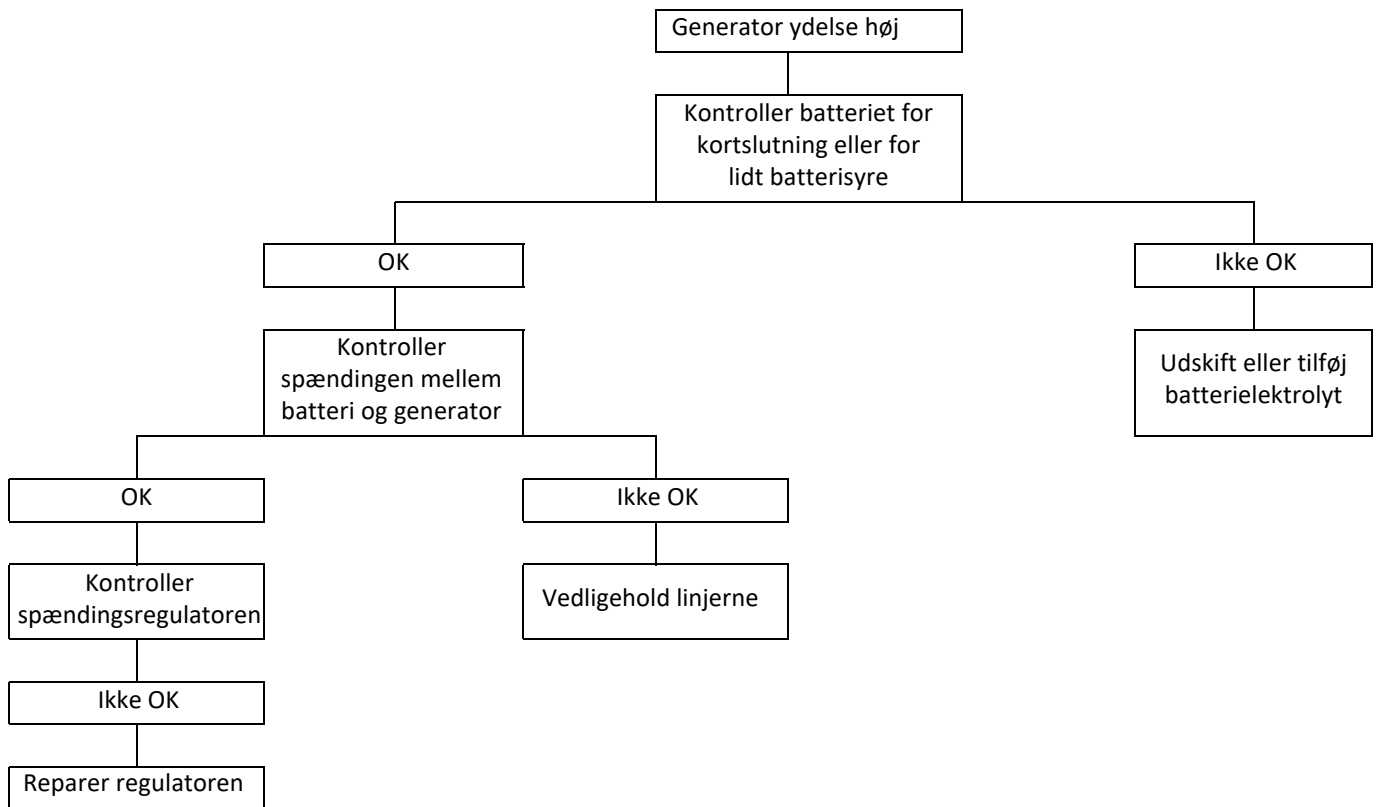 Generator ydelse høj
Kontroller batteriet for
kortslutning eller for
lidt batterisyre
OK
Ikke OK
Kontroller
spændingen mellem
batteri og generator
Udskift eller tilføj
batterielektrolyt
OK
Ikke OK
Kontroller
spændingsregulatoren
Vedligehold linjerne
Ikke OK
Reparer regulatoren